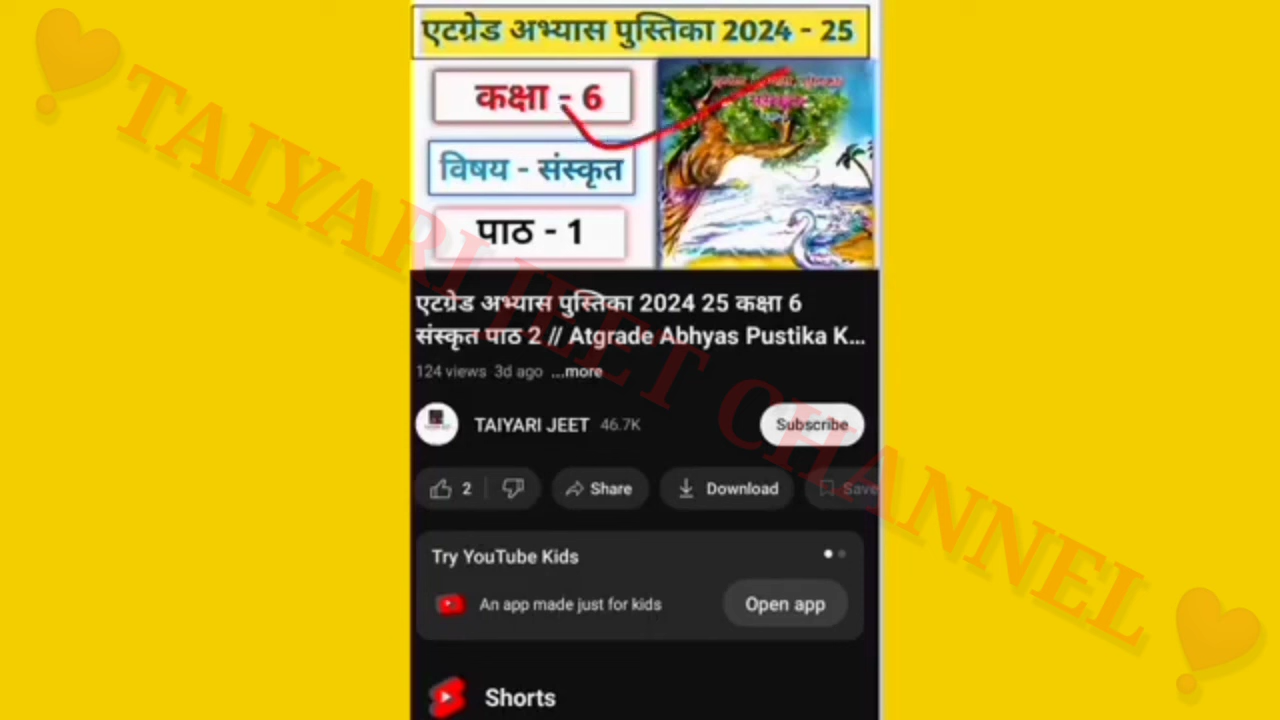 एटग्रेड अभ्यास पुस्तिका 2024 - 25
कक्षा - 6
विषय - संस्कृत
पाठ - 1
एटग्रेड अभ्यास पुस्तिका 2024 25 कक्षा 6
संस्कृत पाठ 2 // Atgrade Abhyas Pustika K...
124 views 3d ago ...more
TAIYARI JEET 46.7K
Subscribe
2
Share
Download
Save
Try YouTube Kids
An app made just for kids
Open app
Shorts
TAIYARI JEET CHANNEL